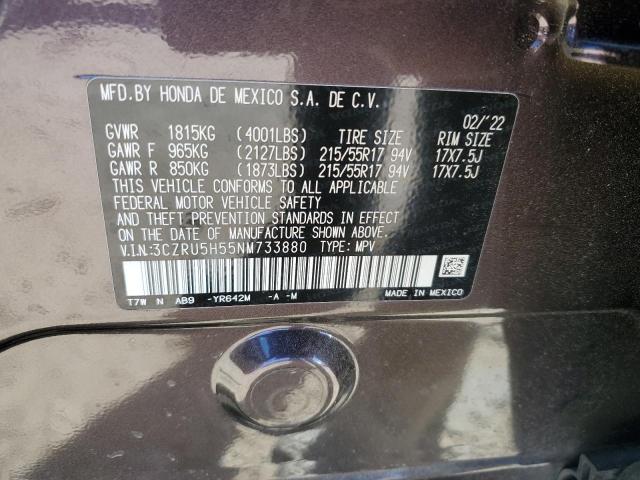 MFD.BY HONDA DE MEXICO S.A. DE C.V.
02/'22
GVWR 1815KG (4001LBS) TIRE SIZE RIM SIZE
GAWR F 965KG (2127LBS) 215/55R17 94V 17X7.5J
GAWR R 850KG (1873LBS) 215/55R17 94V 17X7.5J
THIS VEHICLE CONFORMS TO ALL APPLICABLE
FEDERAL MOTOR VEHICLE SAFETY
AND THEFT PREVENTION STANDARDS IN EFFECT
ON THE DATE OF MANUFACTURE SHOWN ABOVE.
V.I.N.:3CZRU5H55NM733880 TYPE: MPV
T7W N AB9 -YR642M -A -M MADE IN MEXICO